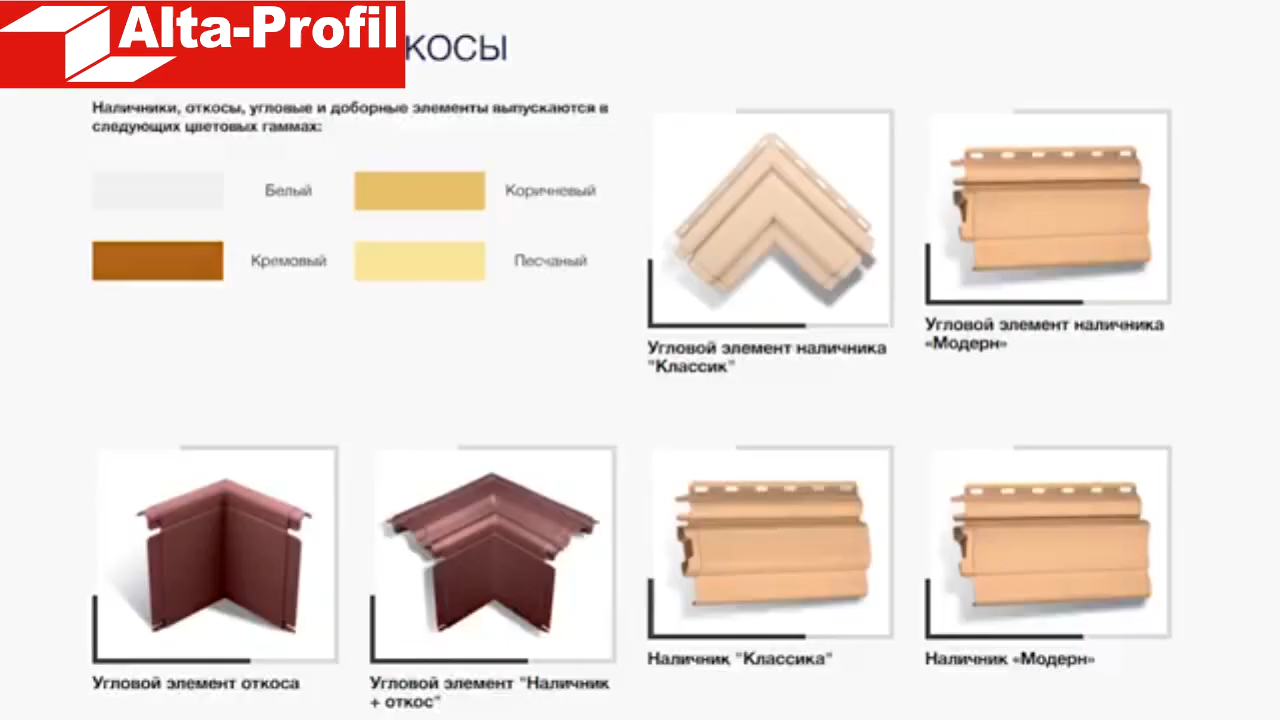 Alta-Profil
КОСЫ
Наличники, откосы, угловые и доборные элементы выпускаются в
следующих цветовых гаммах:
Белый
Коричневый
Кремовый
Песчаный
Угловой элемент наличника
"Классик"
Угловой элемент наличника
«Модерн»
Угловой элемент откоса
Угловой элемент "Наличник
+ откос"
Наличник "Классика"
Наличник «Модерн»